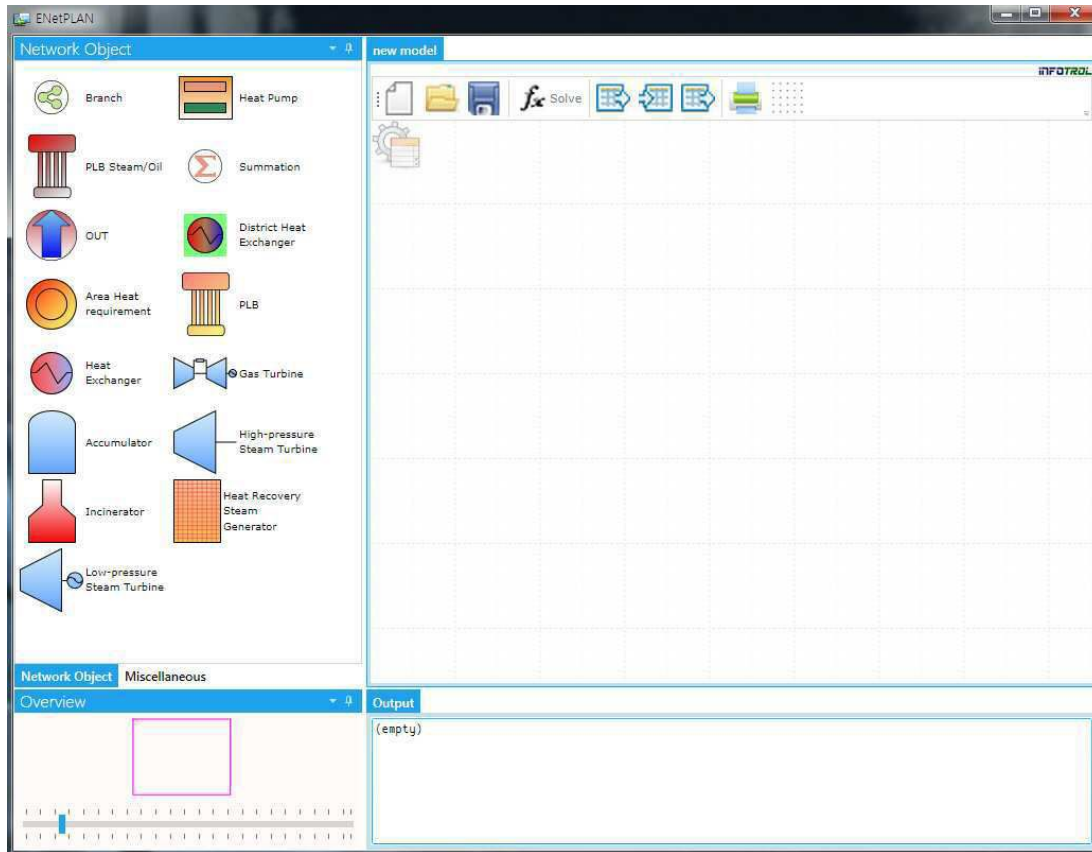 ENetPLAN
Network Object
new model
INFOTROL
Branch
Heat Pump
Solve
PLB Steam/Oil
Σ
Summation
OUT
District Heat
Exchanger
Area Heat
requirement
PLB
Heat
Exchanger
Gas Turbine
Accumulator
High-pressure
Steam Turbine
Incinerator
Heat Recovery
Steam
Generator
Low-pressure
Steam Turbine
Network Object
Miscellaneous
Overview
Output
(empty)